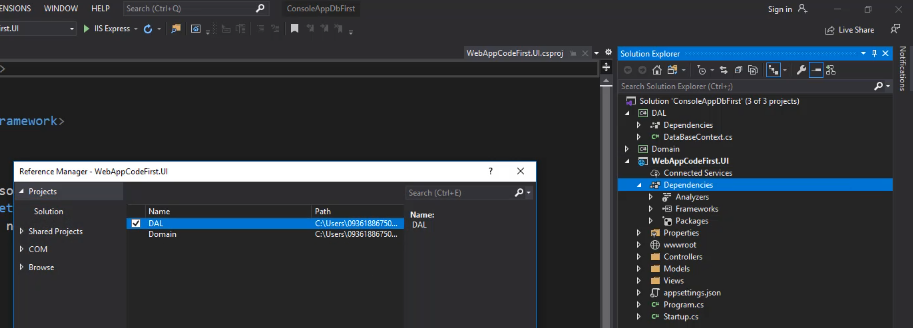 ENSIONS WINDOW HELP Search (Ctrl+Q) ConsoleAppDbFirst Sign in
rst.UI IIS Express Live Share
WebAppCodeFirst.UI.csproj
>
ramework>
so
et
n
Reference Manager - WebAppCodeFirst.UI ? ×
Projects
Solution
Shared Projects
COM
Browse
Name Path
DAL C:\Users\09361886750...
Domain C:\Users\09361886750...
Search (Ctrl+E)
Name:
DAL
Solution Explorer
Search Solution Explorer (Ctrl+;)
Solution 'ConsoleAppDbFirst' (3 of 3 projects)
DAL
Dependencies
C# DataBaseContext.cs
Domain
WebAppCodeFirst.UI
Connected Services
Dependencies
Analyzers
Frameworks
Packages
Properties
wwwroot
Controllers
Models
Views
appsettings.json
C# Program.cs
C# Startup.cs
Notifications